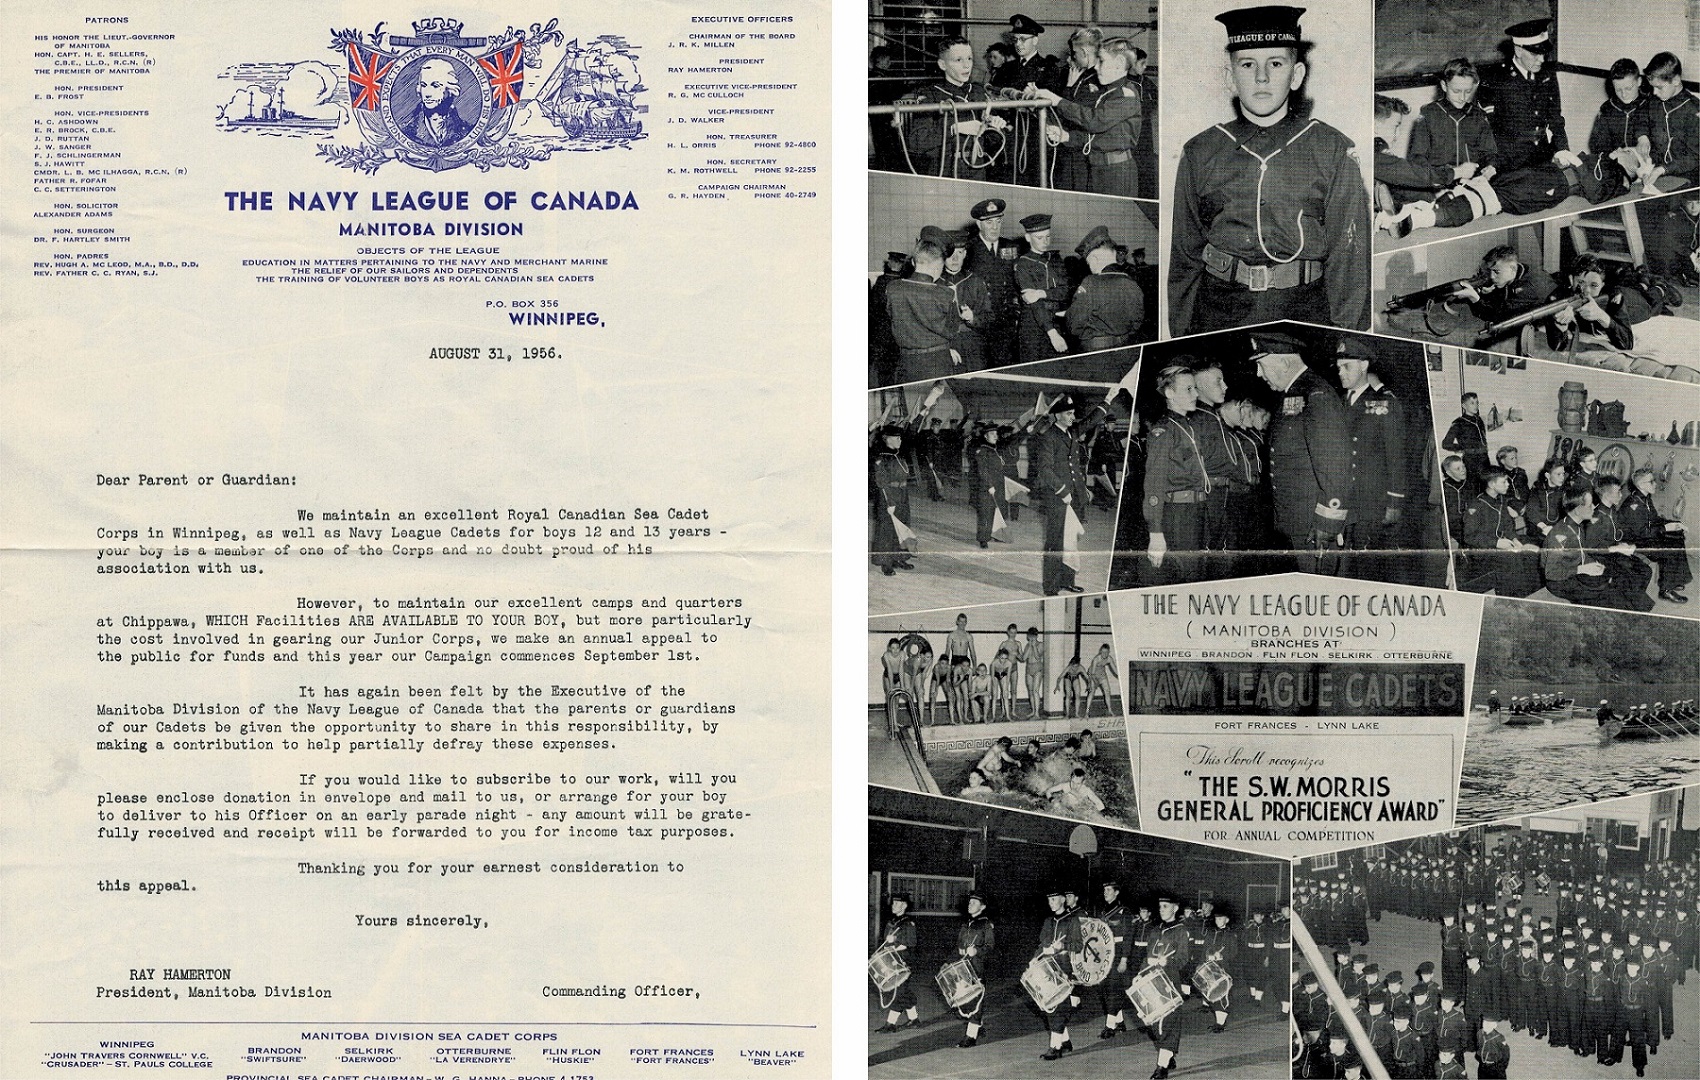 PATRONS
HIS HONOR THE LIEUT.-GOVERNOR
OF MANITOBA
HON. CAPT. H. E. SELLERS,
C.B.E., LL.D., R.C.N. (R)
THE PREMIER OF MANITOBA
HON. PRESIDENT
E. B. FROST
HON. VICE-PRESIDENTS
H. C. ASHDOWN
E. R. BROCK, C.B.E.
J. D. RUTTAN
J. W. SANGER
F. J. SCHLINGERMAN
S. J. HAWITT
CMDR. L. B. MC ILHAGGA, R.C.N. (R)
FATHER R. FOFAR
C. C. SETTERINGTON
HON. SOLICITOR
ALEXANDER ADAMS
HON. SURGEON
DR. F. HARTLEY SMITH
HON. PADRES
REV. HUGH A. MC LEOD, M.A., B.D., D.D.
REV. FATHER C. C. RYAN, S.J.
ENGLAND EXPECTS THAT EVERY MAN WILL DO HIS DUTY
THE NAVY LEAGUE OF CANADA
MANITOBA DIVISION
OBJECTS OF THE LEAGUE
EDUCATION IN MATTERS PERTAINING TO THE NAVY AND MERCHANT MARINE
THE RELIEF OF OUR SAILORS AND DEPENDENTS
THE TRAINING OF VOLUNTEER BOYS AS ROYAL CANADIAN SEA CADETS
P.O. BOX 356
WINNIPEG,
EXECUTIVE OFFICERS
CHAIRMAN OF THE BOARD
J. R. K. MILLEN
PRESIDENT
RAY HAMERTON
EXECUTIVE VICE-PRESIDENT
R. G. MC CULLOCH
VICE-PRESIDENT
J. D. WALKER
HON. TREASURER
H. L. ORRIS PHONE 92-4800
HON. SECRETARY
K. M. ROTHWELL PHONE 92-2255
CAMPAIGN CHAIRMAN
G. R. HAYDEN PHONE 40-2749
AUGUST 31, 1956.
Dear Parent or Guardian:
We maintain an excellent Royal Canadian Sea Cadet
Corps in Winnipeg, as well as Navy League Cadets for boys 12 and 13 years -
your boy is a member of one of the Corps and no doubt proud of his
association with us.
However, to maintain our excellent camps and quarters
at Chippawa, WHICH Facilities ARE AVAILABLE TO YOUR BOY, but more particularly
the cost involved in gearing our Junior Corps, we make an annual appeal to
the public for funds and this year our Campaign commences September 1st.
It has again been felt by the Executive of the
Manitoba Division of the Navy League of Canada that the parents or guardians
of our Cadets be given the opportunity to share in this responsibility, by
making a contribution to help partially defray these expenses.
If you would like to subscribe to our work, will you
please enclose donation in envelope and mail to us, or arrange for your boy
to deliver to his Officer on an early parade night - any amount will be grate-
fully received and receipt will be forwarded to you for income tax purposes.
Thanking you for your earnest consideration to
this appeal.
Yours sincerely,
RAY HAMERTON
President, Manitoba Division
Commanding Officer,
MANITOBA DIVISION SEA CADET CORPS
WINNIPEG
"JOHN TRAVERS CORNWELL" V.C.
"CRUSADER" - ST. PAULS COLLEGE
BRANDON
"SWIFTSURE"
SELKIRK
"DAERWOOD"
OTTERBURNE
"LA VERENDRYE"
FLIN FLON
"HUSKIE"
FORT FRANCES
"FORT FRANCES"
LYNN LAKE
"BEAVER"
PROVINCIAL SEA CADET CHAIRMAN - W. G. HANNA - PHONE 4-1753
LEAGUE OF CANA
THE NAVY LEAGUE OF CANADA
( MANITOBA DIVISION )
BRANCHES AT
WINNIPEG - BRANDON - FLIN FLON - SELKIRK - OTTERBURNE
NAVY LEAGUE CADETS
FORT FRANCES - LYNN LAKE
This Scroll recognizes
"THE S.W. MORRIS
GENERAL PROFICIENCY AWARD"
FOR ANNUAL COMPETITION